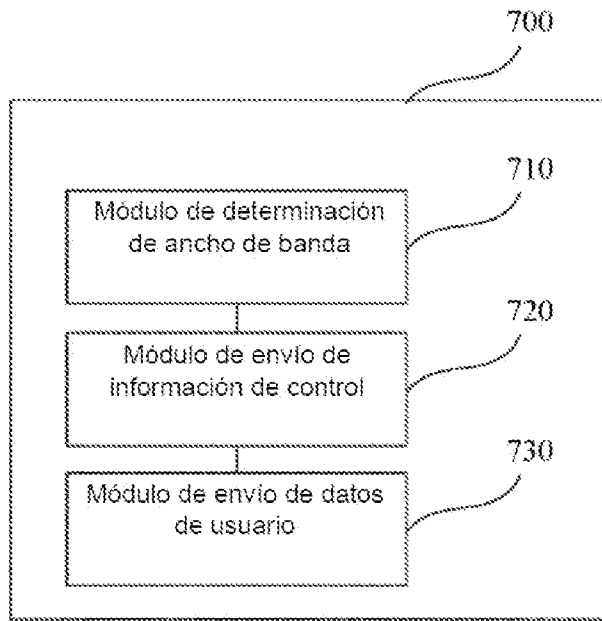 700
710
Módulo de determinación
de ancho de banda
720
Módulo de envío de
información de control
730
Módulo de envío de datos
de usuario